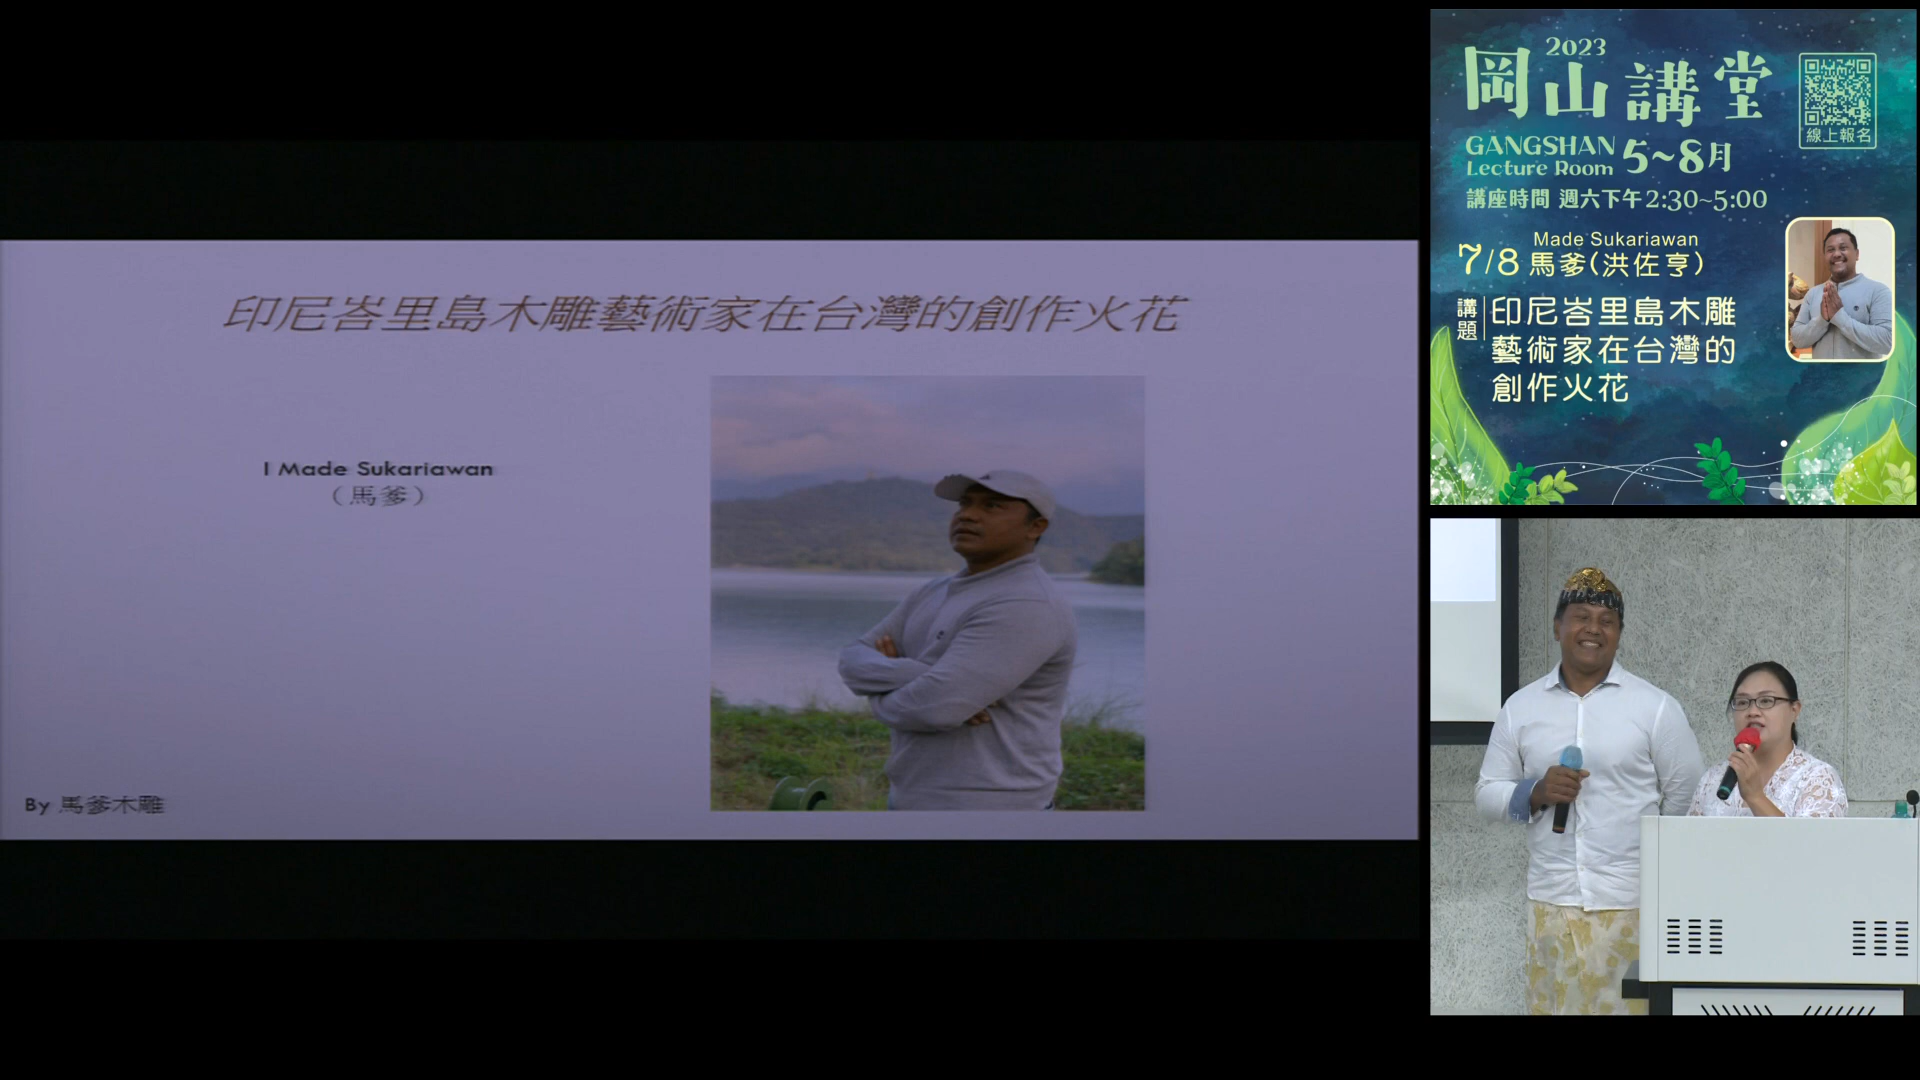 印尼峇里島木雕藝術家在台灣的創作火花
I Made Sukariawan
（馬爹）
By 馬爹木雕
2023
岡山講堂
線上報名
GANGSHAN
Lecture Room
5~8月
講座時間 週六下午2:30~5:00
Made Sukariawan
7/8 馬爹(洪佐亨)
講題
印尼峇里島木雕
藝術家在台灣的
創作火花